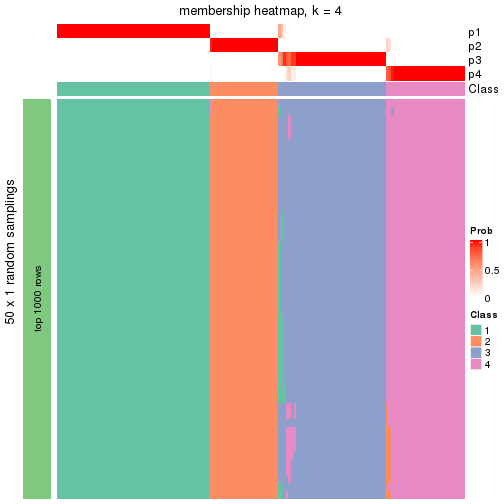 membership heatmap, k = 4
p1
p2
p3
p4
Class
50 x 1 random samplings
top 1000 rows
Prob
1
0.5
0
Class
1
2
3
4